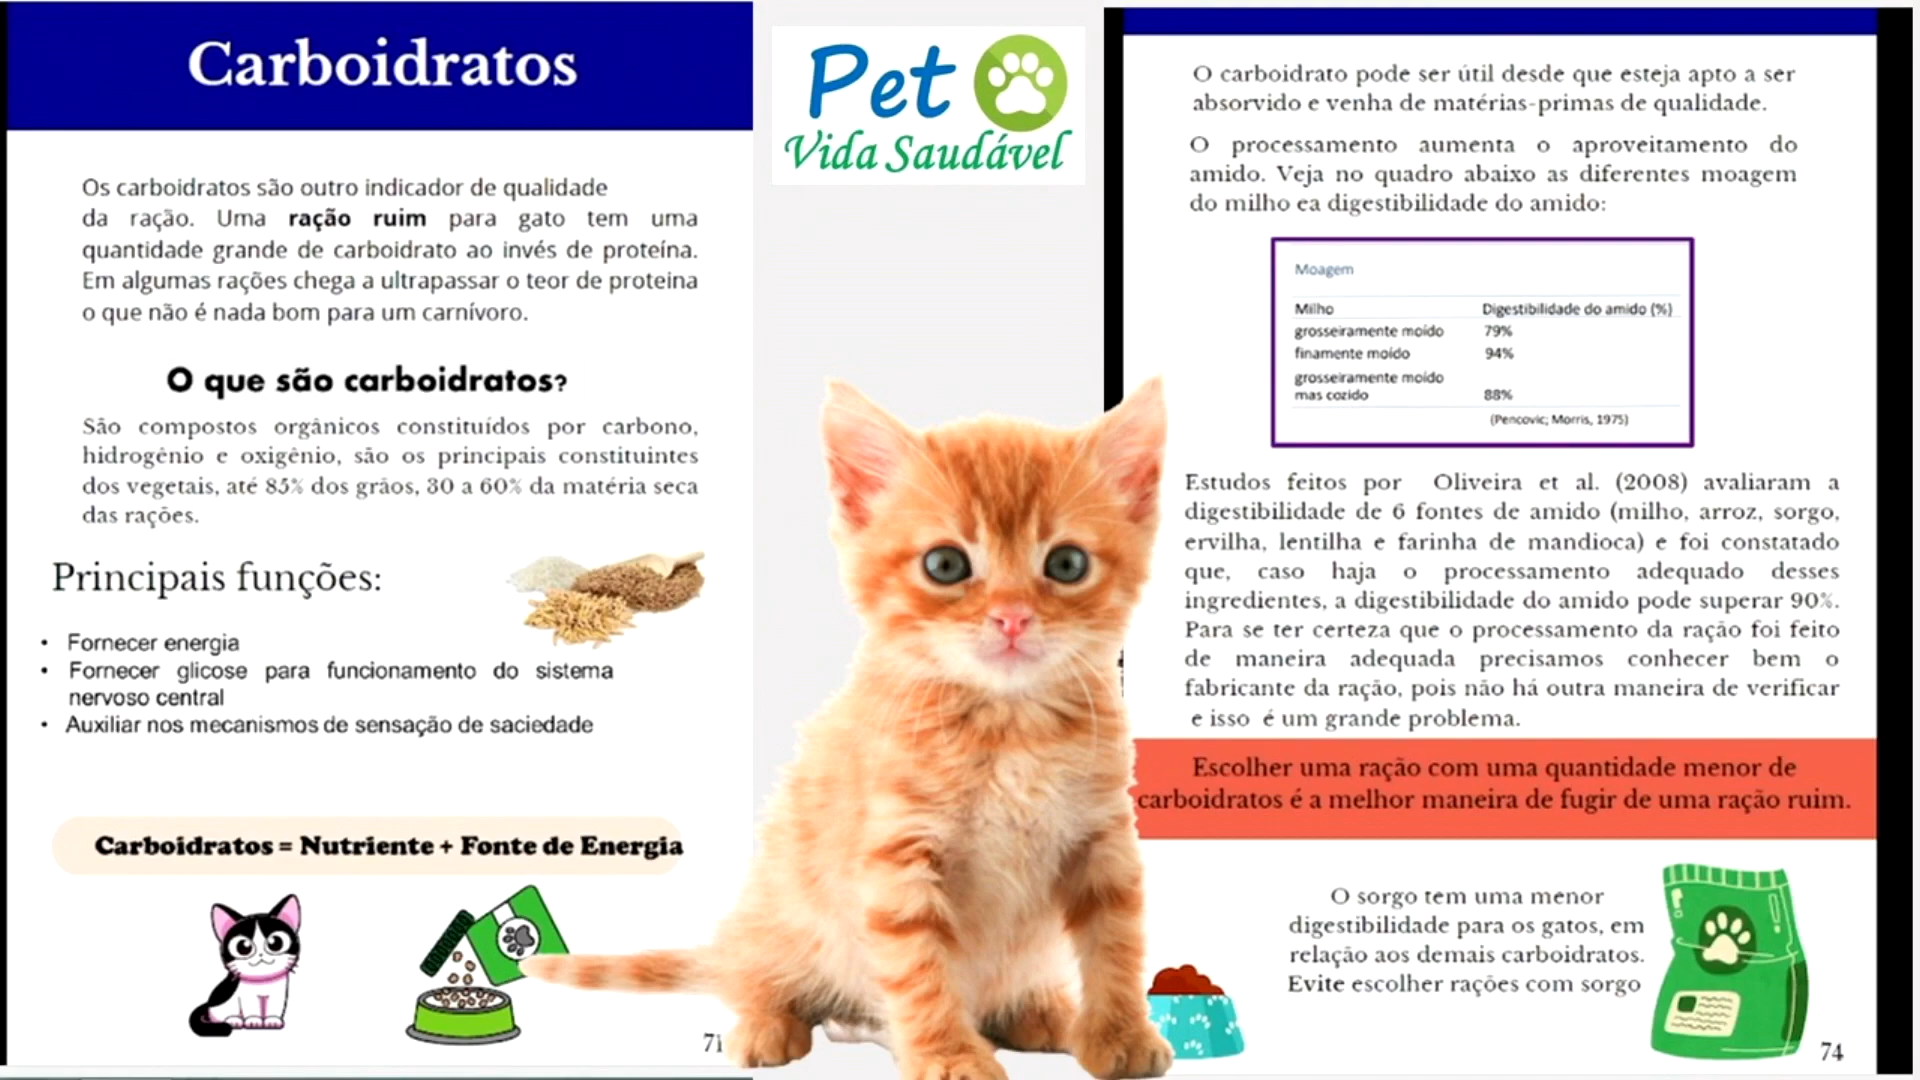 Carboidratos
Os carboidratos são outro indicador de qualidade
da ração. Uma ração ruim para gato tem uma
quantidade grande de carboidrato ao invés de proteína.
Em algumas rações chega a ultrapassar o teor de proteina
o que não é nada bom para um carnívoro.
O que são carboidratos?
São compostos orgânicos constituídos por carbono,
hidrogênio e oxigênio, são os principais constituintes
dos vegetais, até 85% dos grãos, 30 a 60% da matéria seca
das rações.
Principais funções:
• Fornecer energia
• Fornecer glicose para funcionamento do sistema
nervoso central
• Auxiliar nos mecanismos de sensação de saciedade
Carboidratos = Nutriente + Fonte de Energia
71
Pet
Vida Saudável
O carboidrato pode ser útil desde que esteja apto a ser
absorvido e venha de matérias-primas de qualidade.
O processamento aumenta o aproveitamento do
amido. Veja no quadro abaixo as diferentes moagem
do milho ea digestibilidade do amido:
Moagem
Milho Digestibilidade do amido (%)
grosseiramente moído 79%
finamente moído 94%
grosseiramente moído
mas cozido 88%
(Pencovic; Morris, 1975)
Estudos feitos por Oliveira et al. (2008) avaliaram a
digestibilidade de 6 fontes de amido (milho, arroz, sorgo,
ervilha, lentilha e farinha de mandioca) e foi constatado
que, caso haja o processamento adequado desses
ingredientes, a digestibilidade do amido pode superar 90%.
Para se ter certeza que o processamento da ração foi feito
de maneira adequada precisamos conhecer bem o
fabricante da ração, pois não há outra maneira de verificar
e isso é um grande problema.
Escolher uma ração com uma quantidade menor de
carboidratos é a melhor maneira de fugir de uma ração ruim.
O sorgo tem uma menor
digestibilidade para os gatos, em
relação aos demais carboidratos.
Evite escolher rações com sorgo
74